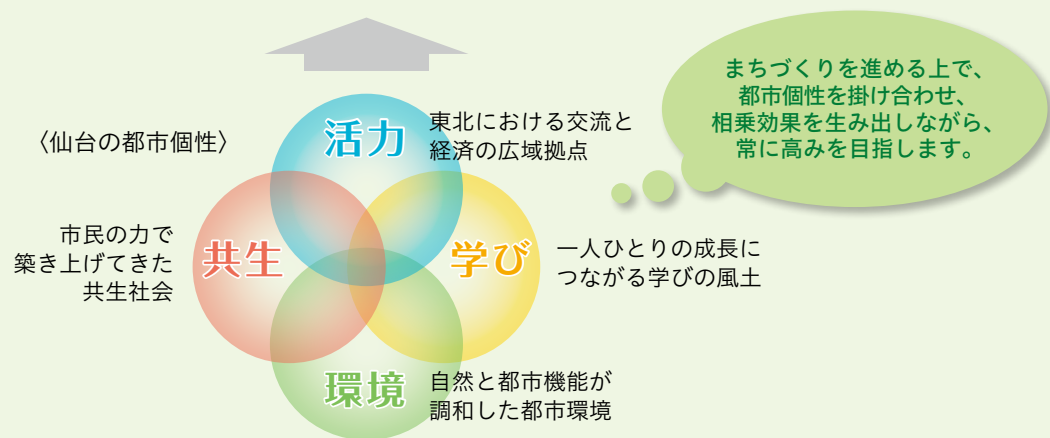 まちづくりを進める上で、
都市個性を掛け合わせ、
相乗効果を生み出しながら、
常に高みを目指します。
〈仙台の都市個性〉
活力
東北における交流と
経済の広域拠点
市民の力で
築き上げてきた
共生社会
共生
学び
一人ひとりの成長に
つながる学びの風土
環境
自然と都市機能が
調和した都市環境